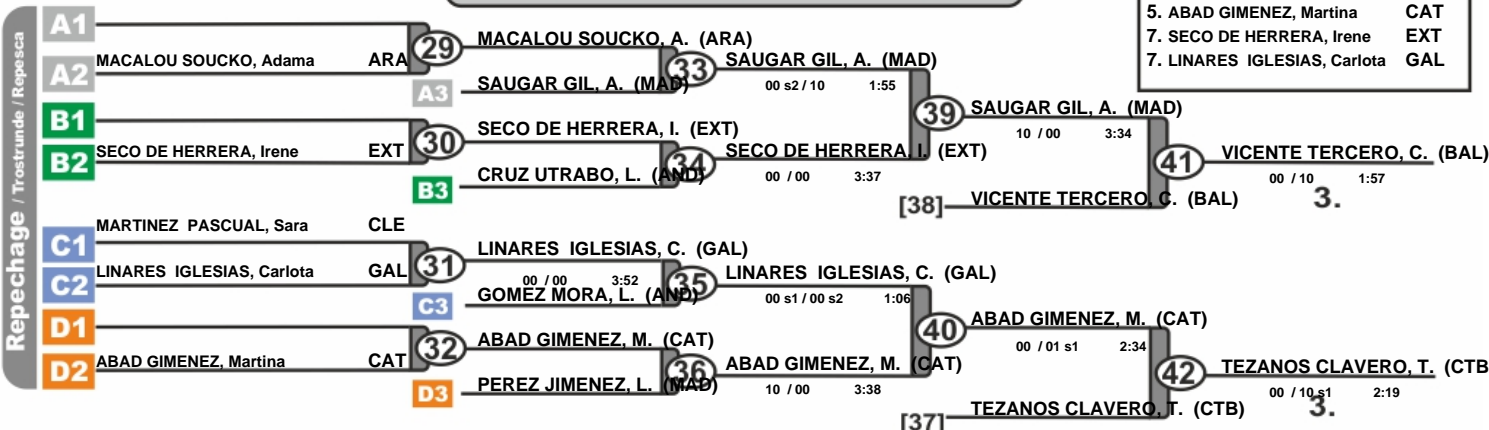 5. ABAD GIMENEZ, Martina CAT
7. SECO DE HERRERA, Irene EXT
7. LINARES IGLESIAS, Carlota GAL
Repechage / Trostrunde / Repesca
A1
A2
MACALOU SOUCKO, Adama ARA
29
MACALOU SOUCKO, A. (ARA)
A3
SAUGAR GIL, A. (MAD)
33
SAUGAR GIL, A. (MAD)
00 s2 / 10 1:55
B1
B2
SECO DE HERRERA, Irene EXT
30
SECO DE HERRERA, I. (EXT)
B3
CRUZ UTRABO, L. (AND)
34
SECO DE HERRERA, I. (EXT)
00 / 00 3:37
39
SAUGAR GIL, A. (MAD)
10 / 00 3:34
[38]
VICENTE TERCERO, C. (BAL)
41
VICENTE TERCERO, C. (BAL)
00 / 10 1:57
3.
MARTINEZ PASCUAL, Sara CLE
C1
C2
LINARES IGLESIAS, Carlota GAL
31
LINARES IGLESIAS, C. (GAL)
00 / 00 3:52
C3
GOMEZ MORA, L. (AND)
35
LINARES IGLESIAS, C. (GAL)
00 s1 / 00 s2 1:06
D1
D2
ABAD GIMENEZ, Martina CAT
32
ABAD GIMENEZ, M. (CAT)
D3
PEREZ JIMENEZ, L. (MAD)
36
ABAD GIMENEZ, M. (CAT)
10 / 00 3:38
40
ABAD GIMENEZ, M. (CAT)
00 / 01 s1 2:34
[37]
TEZANOS CLAVERO, T. (CTB)
42
TEZANOS CLAVERO, T. (CTB
00 / 10 s1 2:19
3.